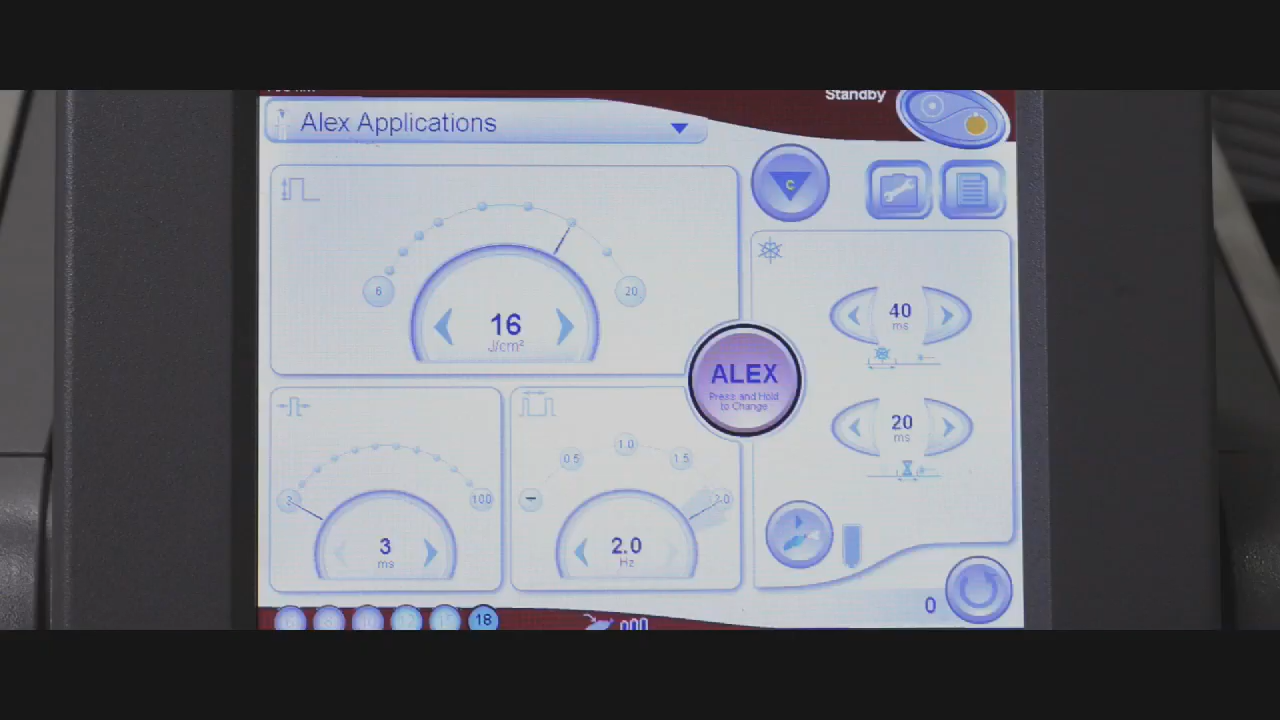 Standby
Alex Applications
C
6
20
16
J/cm²
40
ms
ALEX
Press and Hold
to Change
20
ms
0.5
1.0
1.5
2.0
100
3
ms
2.0
Hz
0
18